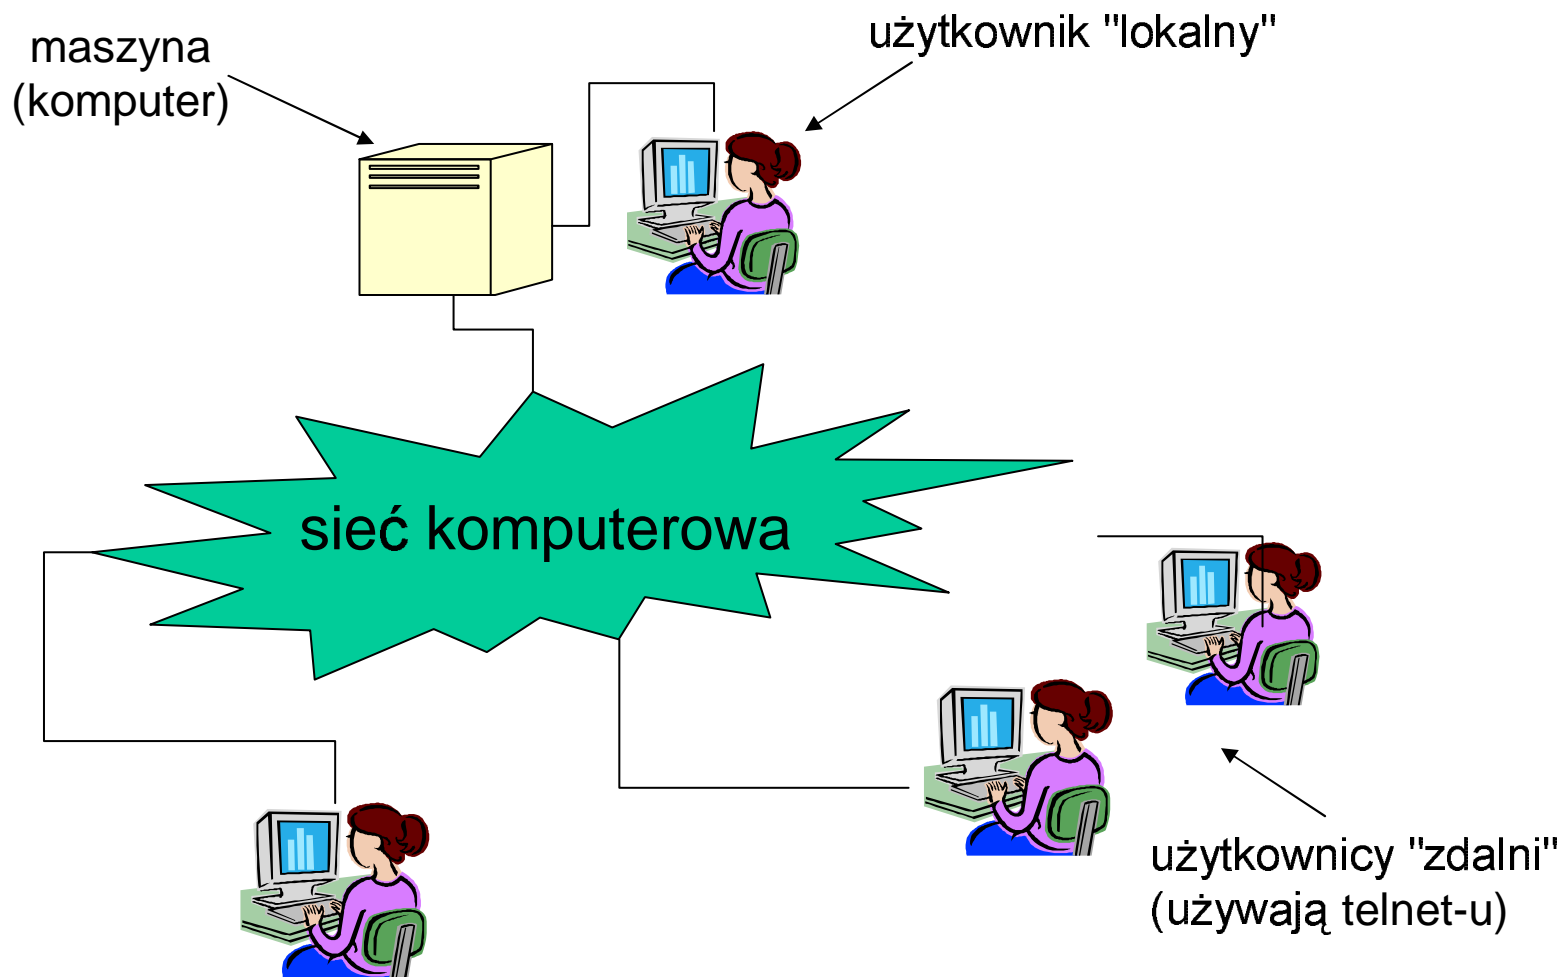 maszyna
(komputer)
użytkownik "lokalny"
sieć komputerowa
użytkownicy "zdalni"
(używają telnet-u)